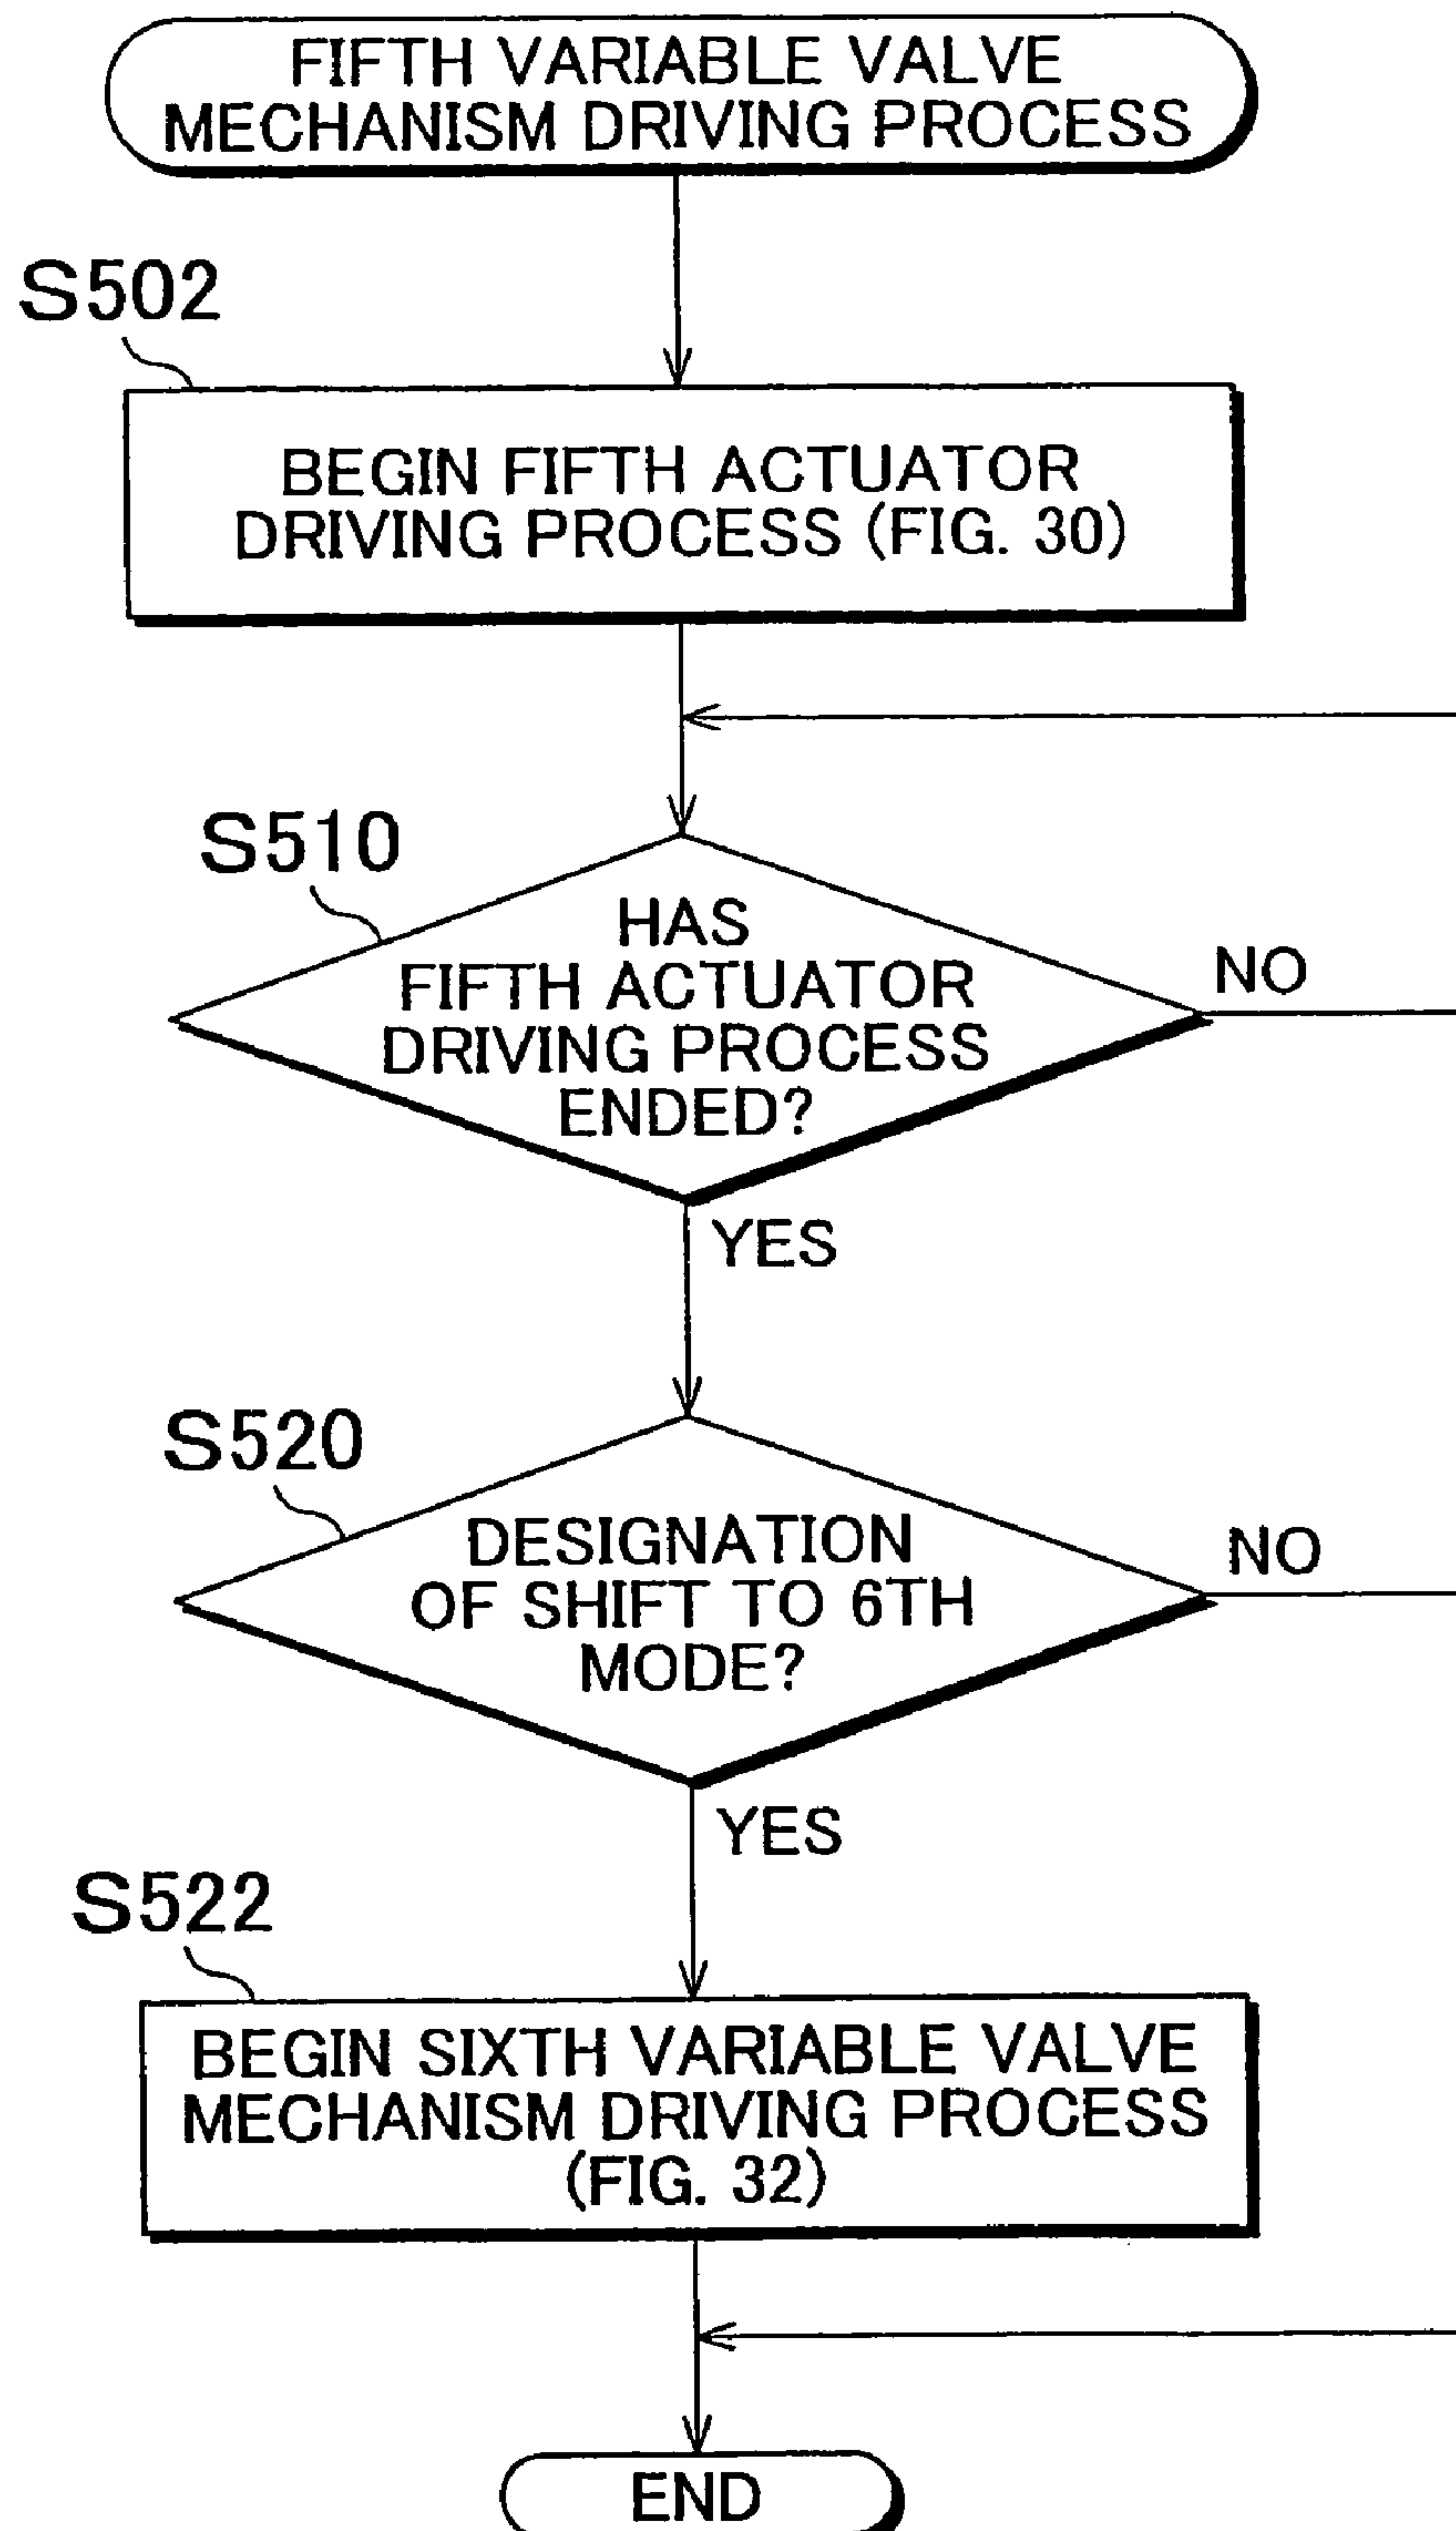 FIFTH VARIABLE VALVE
MECHANISM DRIVING PROCESS
S502
BEGIN FIFTH ACTUATOR
DRIVING PROCESS (FIG. 30)
S510
HAS
FIFTH ACTUATOR
DRIVING PROCESS
ENDED?
NO
YES
S520
DESIGNATION
OF SHIFT TO 6TH
MODE?
NO
YES
S522
BEGIN SIXTH VARIABLE VALVE
MECHANISM DRIVING PROCESS
(FIG. 32)
END